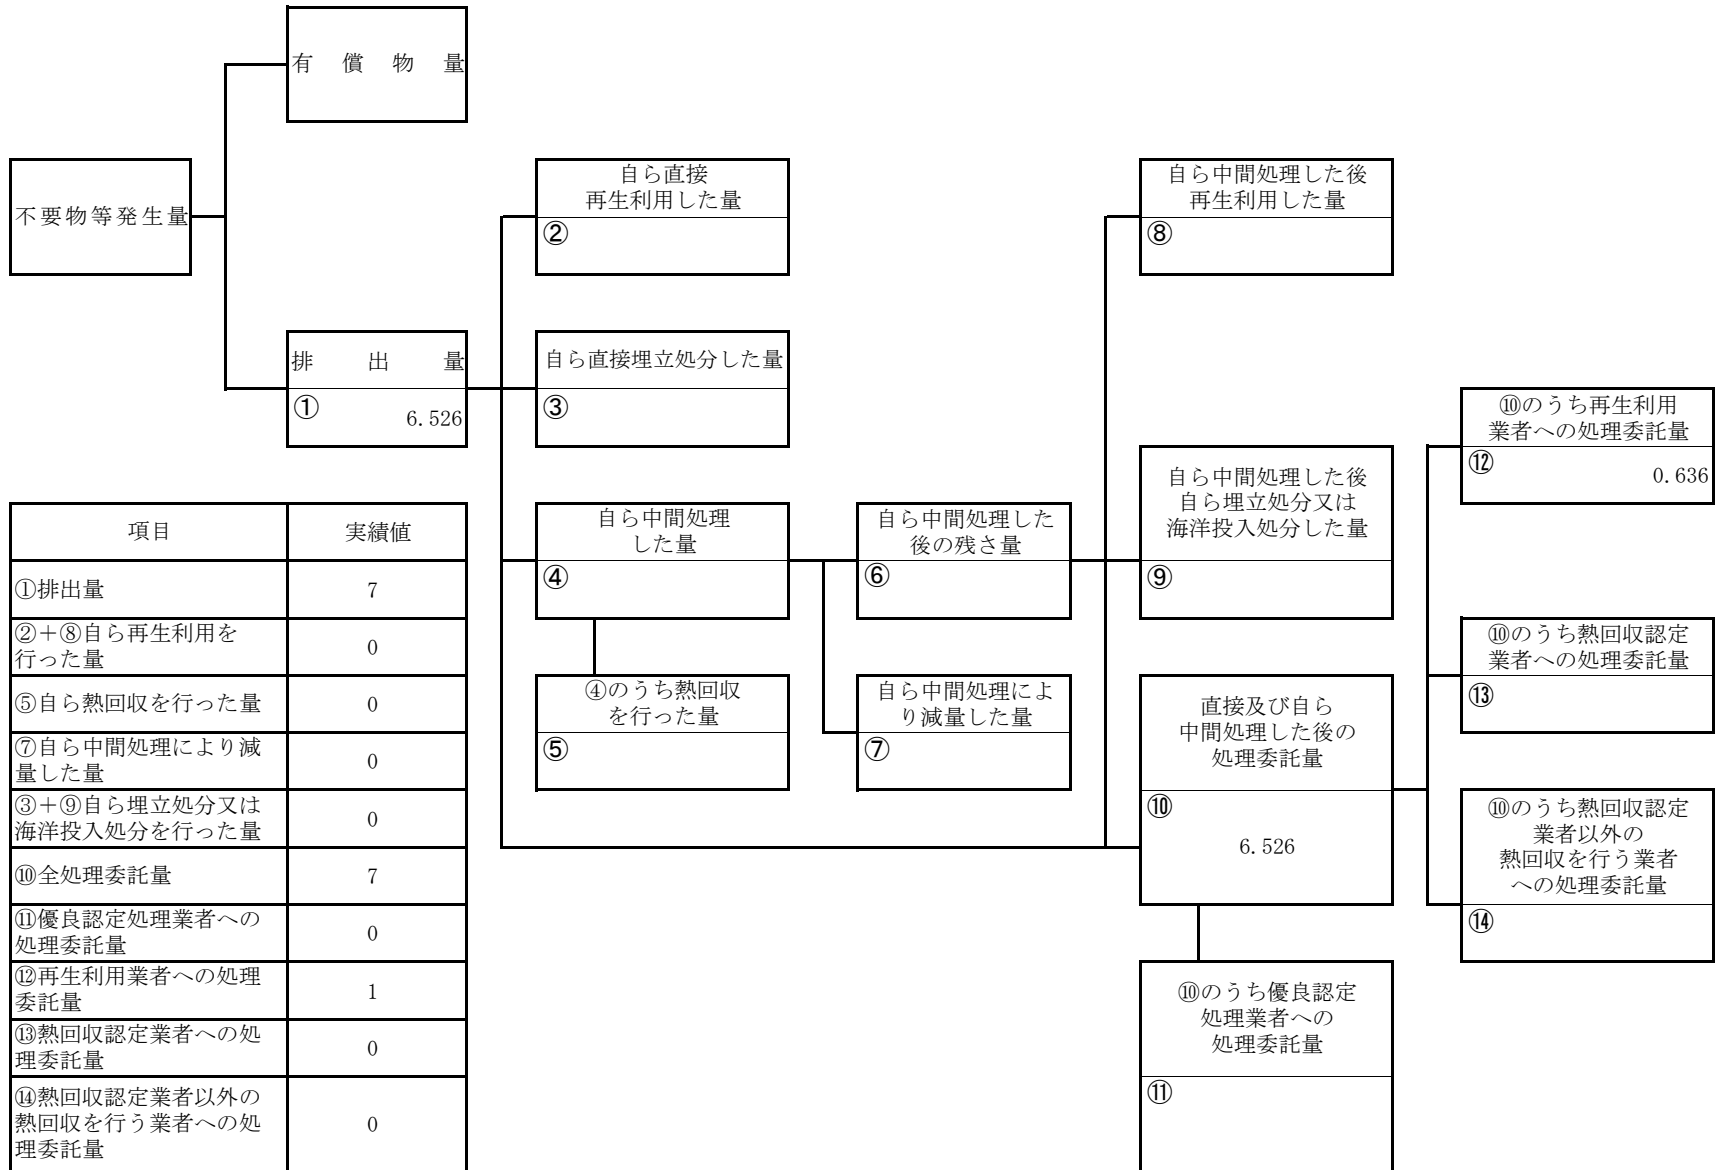 有償物量
不要物等発生量
排出量
①
6.526
自ら直接
再生利用した量
②
自ら直接埋立処分した量
③
自ら中間処理
した量
④
④のうち熱回収
を行った量
⑤
自ら中間処理した
後の残さ量
⑥
自ら中間処理によ
り減量した量
⑦
自ら中間処理した後
再生利用した量
⑧
自ら中間処理した後
自ら埋立処分又は
海洋投入処分した量
⑨
直接及び自ら
中間処理した後の
処理委託量
⑩
6.526
⑩のうち優良認定
処理業者への
処理委託量
⑪
⑩のうち再生利用
業者への処理委託量
⑫
0.636
⑩のうち熱回収認定
業者への処理委託量
⑬
⑩のうち熱回収認定
業者以外の
熱回収を行う業者
への処理委託量
⑭
項目 実績値
①排出量 7
②＋⑧自ら再生利用を
行った量 0
⑤自ら熱回収を行った量 0
⑦自ら中間処理により減
量した量 0
③＋⑨自ら埋立処分又は
海洋投入処分を行った量 0
⑩全処理委託量 7
⑪優良認定処理業者への
処理委託量 0
⑫再生利用業者への処理
委託量 1
⑬熱回収認定業者への処
理委託量 0
⑭熱回収認定業者以外の
熱回収を行う業者への処 0
理委託量